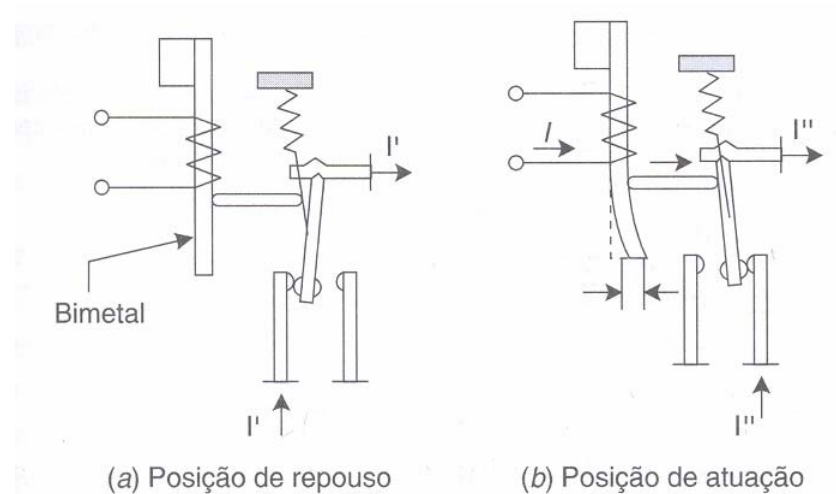 I'
Bimetal
I'
(a) Posição de repouso
I
I"
I"
(b) Posição de atuação